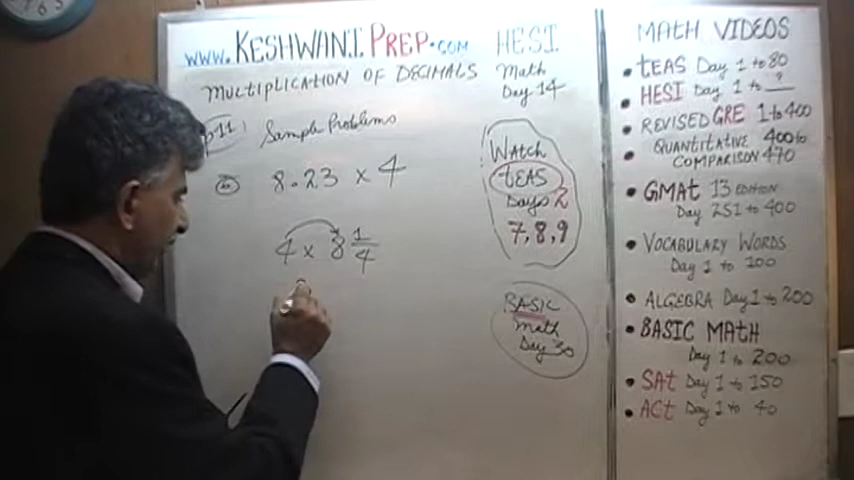 www.KESHWANI PREP.COM
MULTIPLICATION OF DECIMALS
HESI
Math
Day 14
p11: Sample Problems
b 8.23 x 4
4 x 8 1/4
WATCH
tEAS
Days 2
7,8,9
BASIC
Math
Day 30
MATH VIDEOS
• tEAS Day 1 to 80
• HESI Day 1 to ?
• REVISED GRE 1 to 400
• QUANTITATIVE 400 to
COMPARISON 470
• GMAt 13 EDITION
Day 251 to 400
• VOCABULARY WORDS
Day 1 to 100
• ALGEBRA Day 1 to 200
• BASIC MATH
Day 1 to 200
• SAt Day 1 to 150
• ACt Day 1 to 40